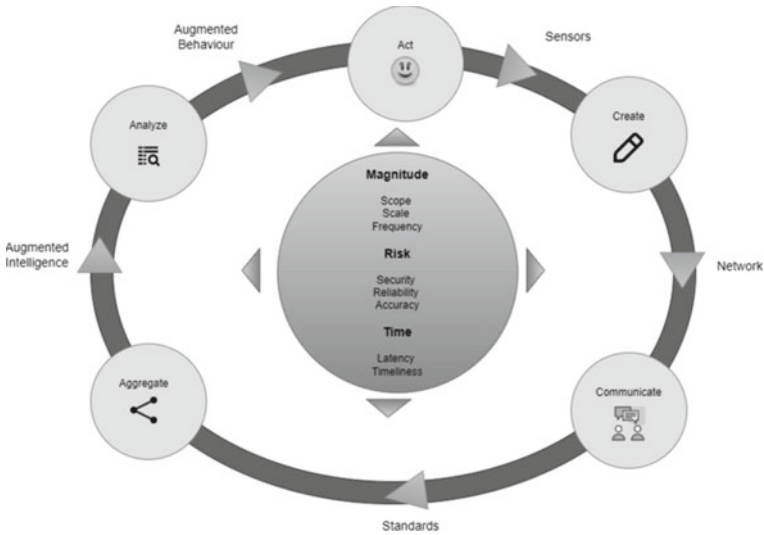 Augmented
Behaviour
Act
Sensors
Analyze
Create
Magnitude
Scope
Scale
Frequency
Risk
Security
Reliability
Accuracy
Time
Latency
Timeliness
Augmented
Intelligence
Network
Aggregate
Communicate
Standards